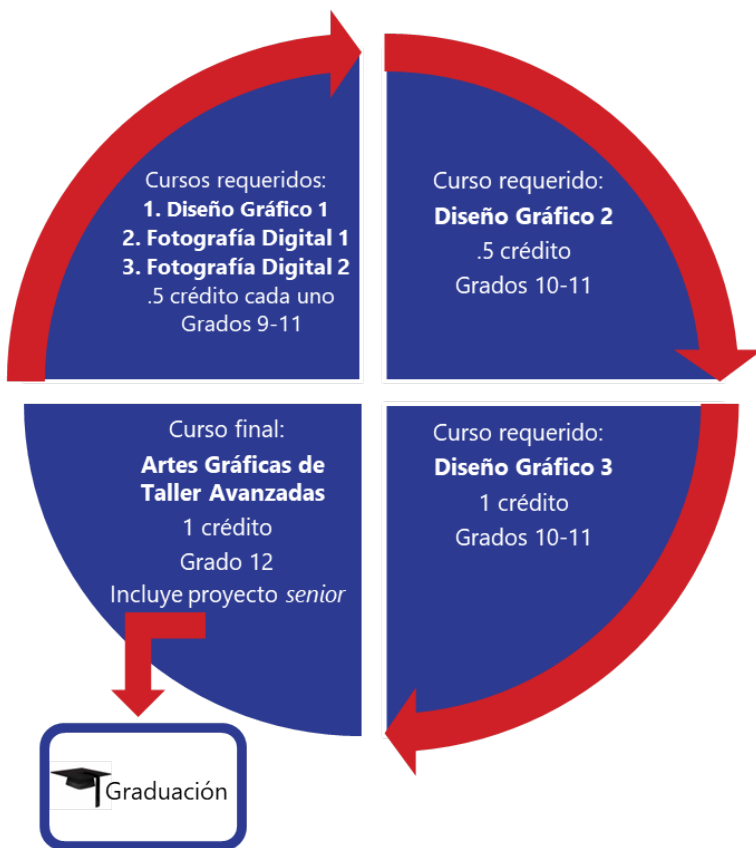 Cursos requeridos:
1. Diseño Gráfico 1
2. Fotografía Digital 1
3. Fotografía Digital 2
.5 crédito cada uno
Grados 9-11
Curso requerido:
Diseño Gráfico 2
.5 crédito
Grados 10-11
Curso requerido:
Diseño Gráfico 3
1 crédito
Grados 10-11
Curso final:
Artes Gráficas de
Taller Avanzadas
1 crédito
Grado 12
Incluye proyecto senior
Graduación